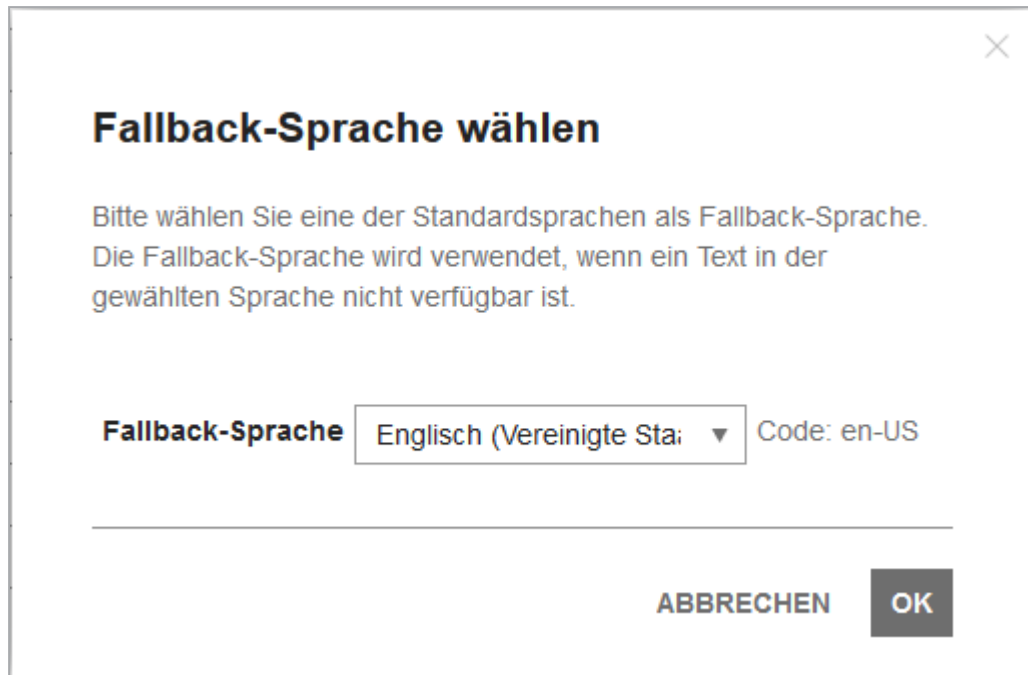 Fallback-Sprache wählen
Bitte wählen Sie eine der Standardsprachen als Fallback-Sprache.
Die Fallback-Sprache wird verwendet, wenn ein Text in der
gewählten Sprache nicht verfügbar ist.
Fallback-Sprache Englisch (Vereinigte Staa Code: en-US
ABBRECHEN OK